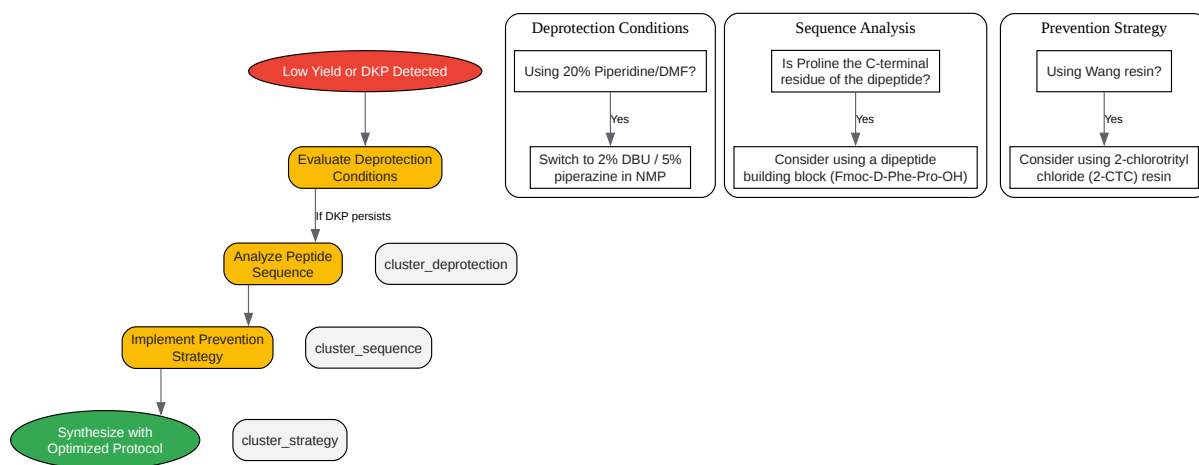 Low Yield or DKP Detected
Evaluate Deprotection
Conditions
If DKP persists
Analyze Peptide
Sequence
cluster_deprotection
Implement Prevention
Strategy
cluster_sequence
Synthesize with
Optimized Protocol
cluster_strategy
Deprotection Conditions
Using 20% Piperidine/DMF?
Yes
Switch to 2% DBU / 5%
piperazine in NMP
Sequence Analysis
Is Proline the C-terminal
residue of the dipeptide?
Yes
Consider using a dipeptide
building block (Fmoc-D-Phe-Pro-OH)
Prevention Strategy
Using Wang resin?
Yes
Consider using 2-chlorotrityl
chloride (2-CTC) resin